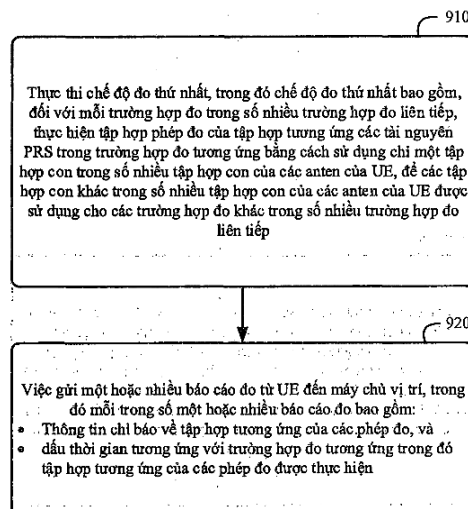 910
Thực thi chế độ đo thứ nhất, trong đó chế độ đo thứ nhất bao gồm,
đối với mỗi trường hợp đo trong số nhiều trường hợp đo liên tiếp,
thực hiện tập hợp phép đo của tập hợp tương ứng các tài nguyên
PRS trong trường hợp đo tương ứng bằng cách sử dụng chỉ một tập
hợp con trong số nhiều tập hợp con của các anten của UE, để các tập
hợp con khác trong số nhiều tập hợp con của các anten của UE được
sử dụng cho các trường hợp đo khác trong số nhiều trường hợp đo
liên tiếp
920
Việc gửi một hoặc nhiều báo cáo đo từ UE đến máy chủ vị trí, trong
đó mỗi trong số một hoặc nhiều báo cáo đo bao gồm:
• Thông tin chỉ báo về tập hợp tương ứng của các phép đo, và
• dấu thời gian tương ứng với trường hợp đo tương ứng trong đó
tập hợp tương ứng của các phép đo được thực hiện